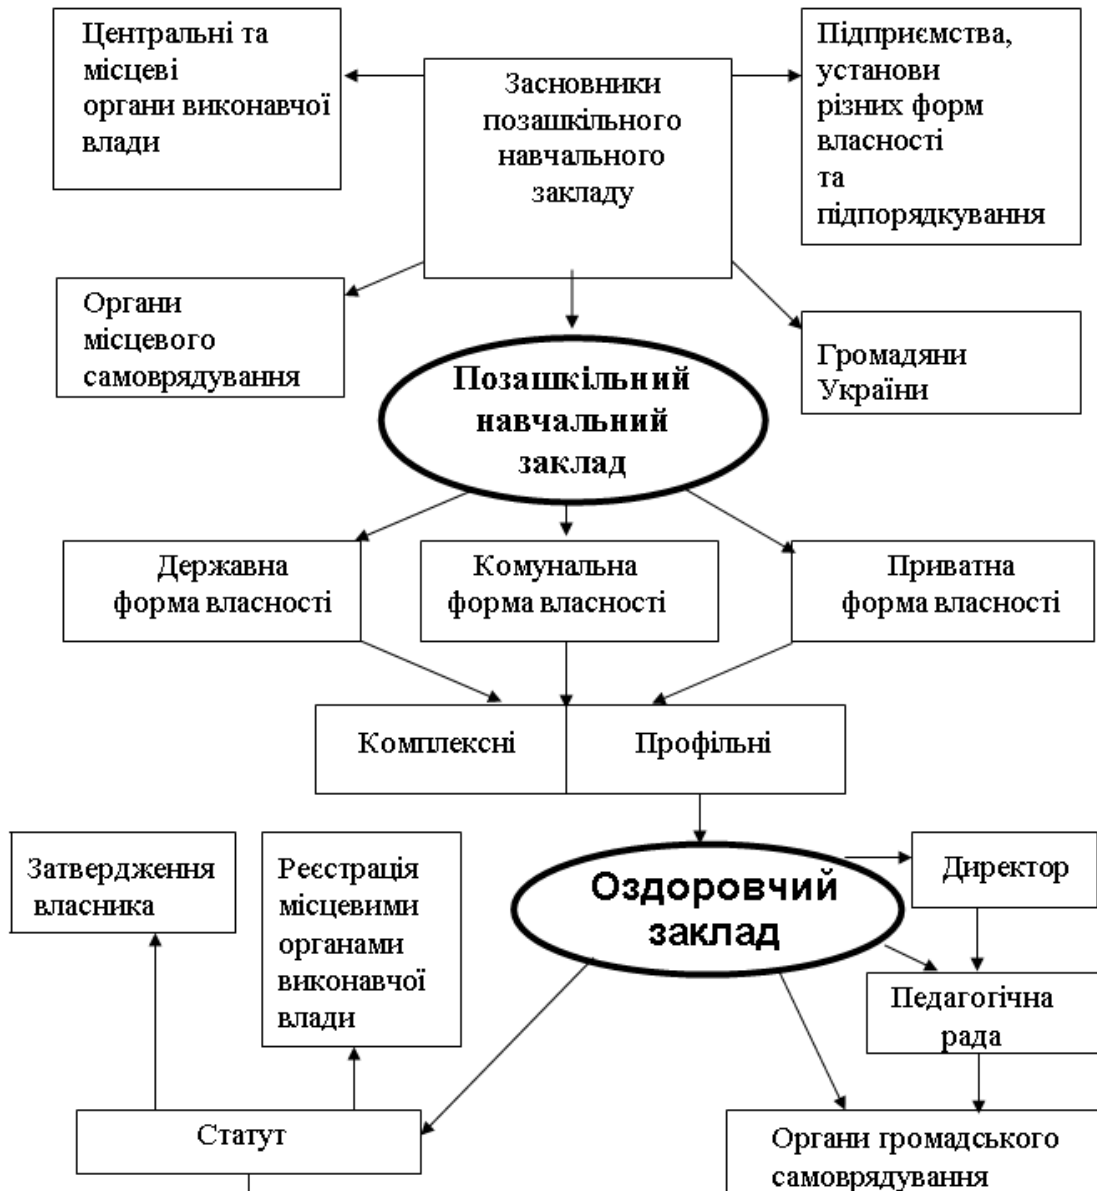 Центральні та
місцеві
органи виконавчої
влади
Засновники
позашкільного
навчального
закладу
Підприємства,
установи
різних форм
власності
та
підпорядкування
Органи
місцевого
самоврядування
Громадяни
України
Позашкільний
навчальний
заклад
Державна
форма власності
Комунальна
форма власності
Приватна
форма власності
Комплексні
Профільні
Затвердження
власника
Реєстрація
місцевими
органами
виконавчої
влади
Оздоровчий
заклад
Директор
Педагогічна
рада
Статут
Органи громадського
самоврядування